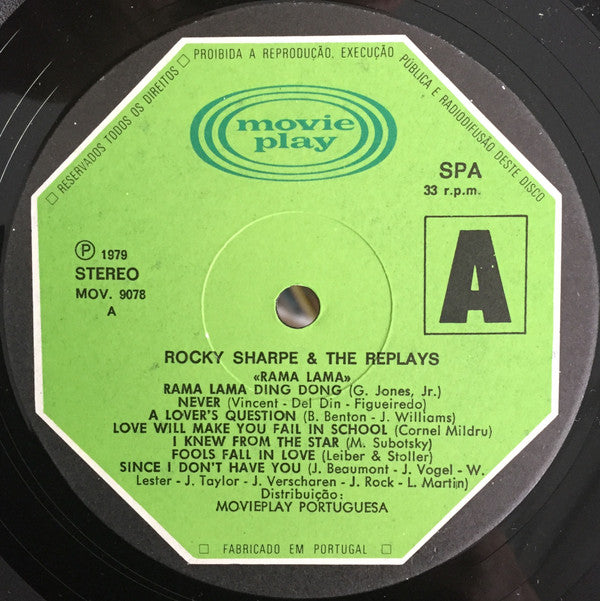 RESERVADOS TODOS OS DIREITOS □ PROIBIDA A REPRODUÇÃO, EXECUÇÃO PÚBLICA E RADIODIFUSÃO DESTE DISCO
movie
play
SPA
33 r.p.m.
Ⓟ 1979
STEREO
MOV. 9078
A
A
ROCKY SHARPE & THE REPLAYS
«RAMA LAMA»
RAMA LAMA DING DONG (G. Jones, Jr.)
NEVER (Vincent - Del Din - Figueiredo)
A LOVER'S QUESTION (B. Benton - J. Williams)
LOVE WILL MAKE YOU FAIL IN SCHOOL (Cornel Mildru)
I KNEW FROM THE STAR (M. Subotsky)
FOOLS FALL IN LOVE (Leiber & Stoller)
SINCE I DON'T HAVE YOU (J. Beaumont - J. Vogel - W.
Lester - J. Taylor - J. Verscharen - J. Rock - L. Martin)
Distribuição:
MOVIEPLAY PORTUGUESA
□ FABRICADO EM PORTUGAL □